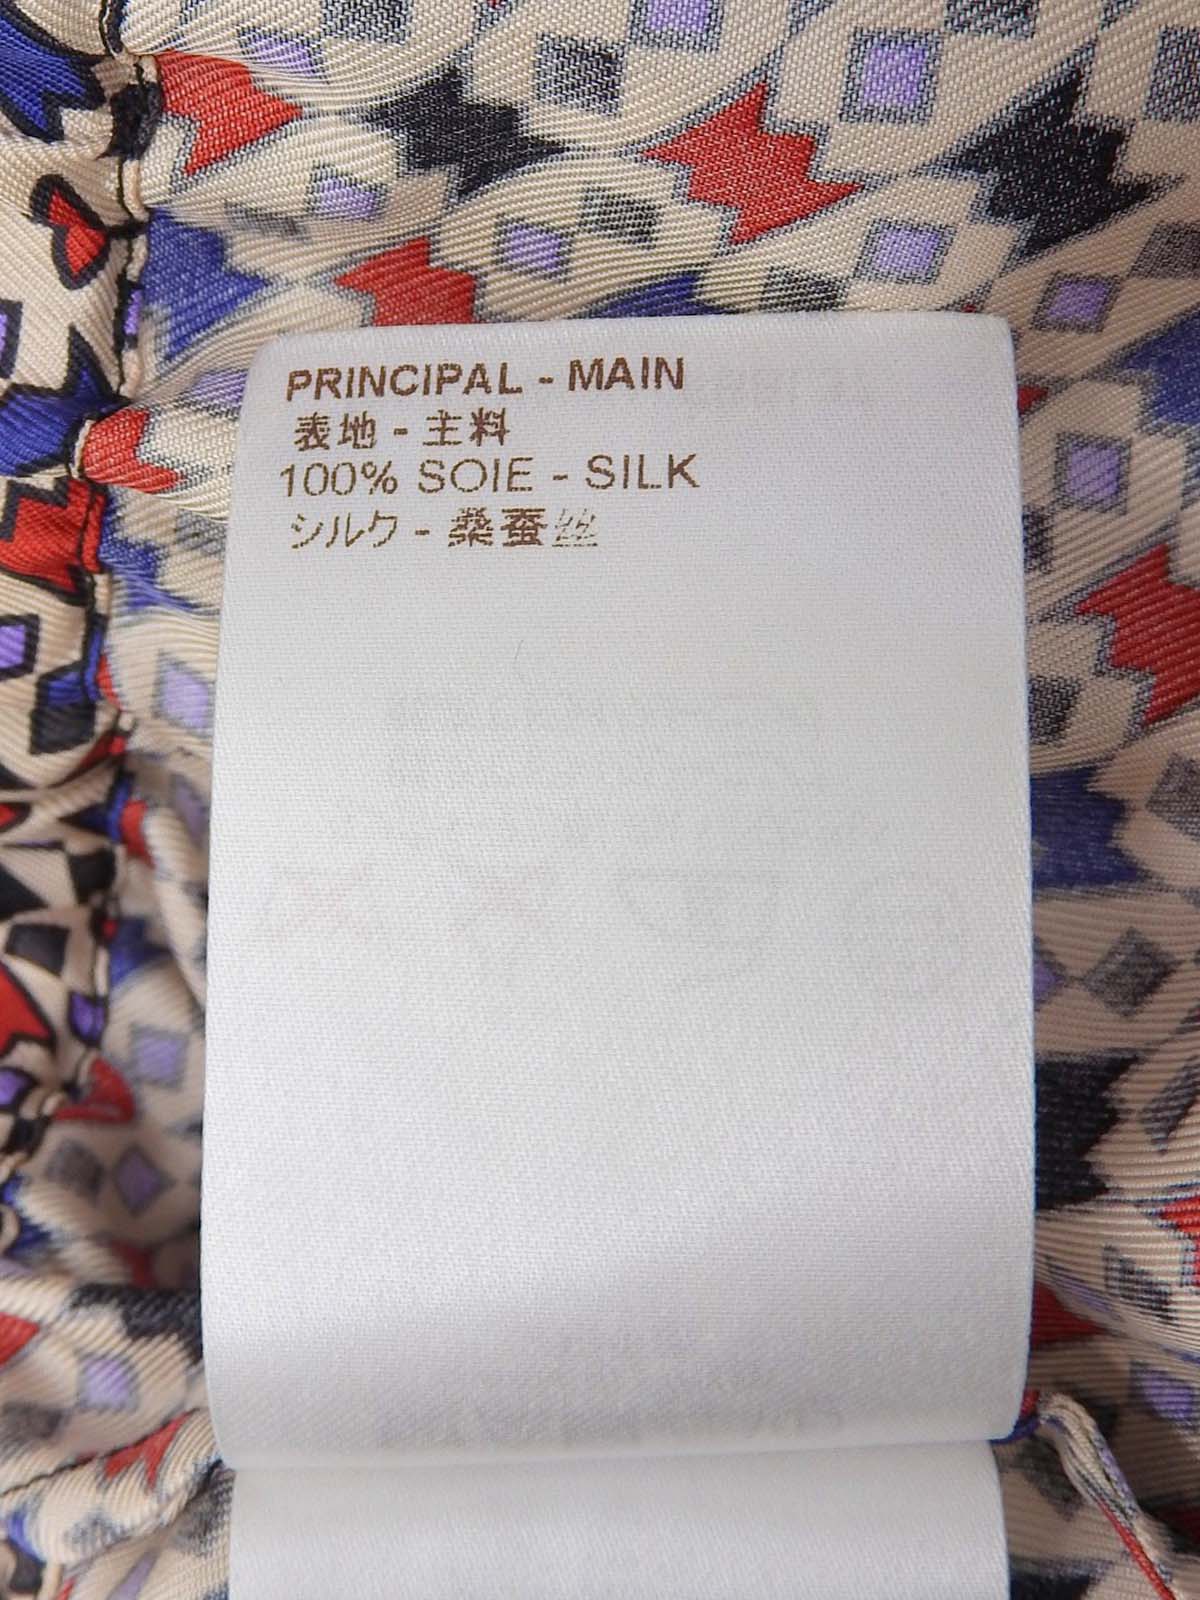 PRINCIPAL - MAIN
表地 - 主料
100% SOIE - SILK
シルク - 桑蚕丝